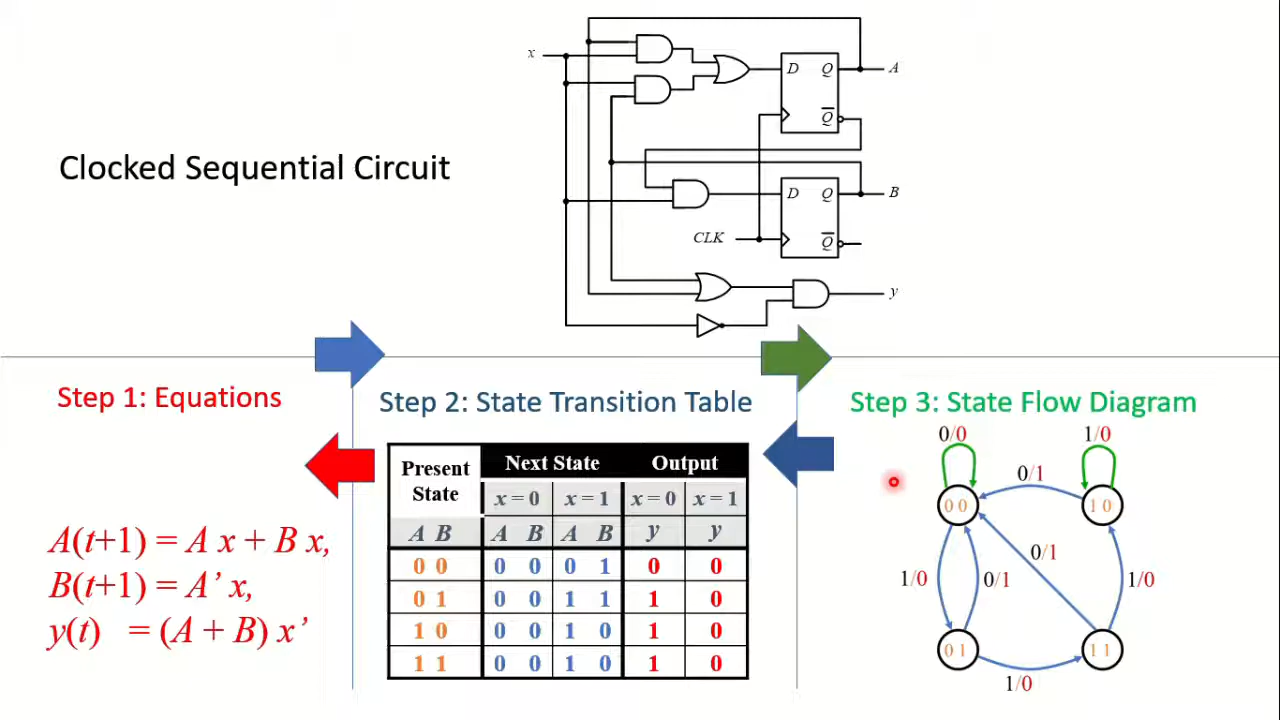 x
D Q A
Q
Clocked Sequential Circuit
D Q B
CLK
Q
y
Step 1: Equations
Step 2: State Transition Table
Step 3: State Flow Diagram
Present State
Next State
Output
x = 0 x = 1 x = 0 x = 1
A B A B A B y y
0 0 0 0 0 1 0 0
0 1 0 0 1 1 1 0
1 0 0 0 1 0 1 0
1 1 0 0 1 0 1 0
A(t+1) = A x + B x,
B(t+1) = A’ x,
y(t) = (A + B) x’
0/0 1/0
0/1
0 0 1 0
0/1
1/0 0/1 1/0
0 1 1 1
1/0